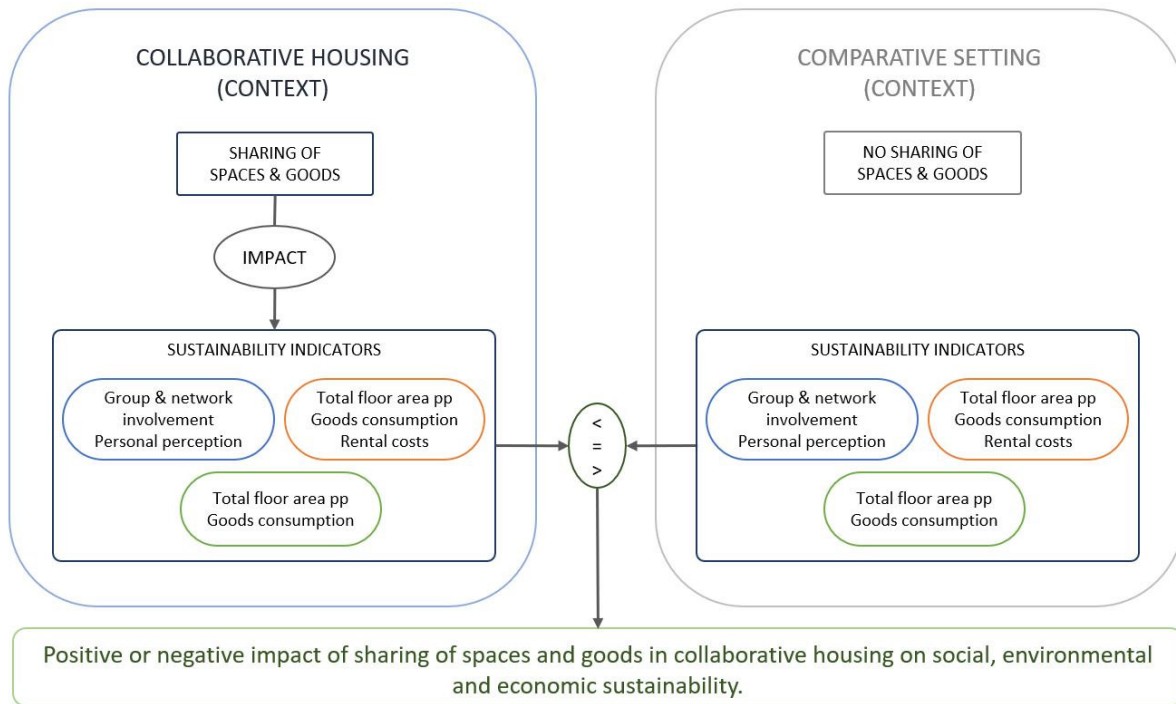 COLLABORATIVE HOUSING
(CONTEXT)
SHARING OF
SPACES & GOODS
IMPACT
SUSTAINABILITY INDICATORS
Group & network
involvement
Personal perception
Total floor area pp
Goods consumption
Rental costs
Total floor area pp
Goods consumption
<
=
>
COMPARATIVE SETTING
(CONTEXT)
NO SHARING OF
SPACES & GOODS
SUSTAINABILITY INDICATORS
Group & network
involvement
Personal perception
Total floor area pp
Goods consumption
Rental costs
Total floor area pp
Goods consumption
Positive or negative impact of sharing of spaces and goods in collaborative housing on social, environmental
and economic sustainability.